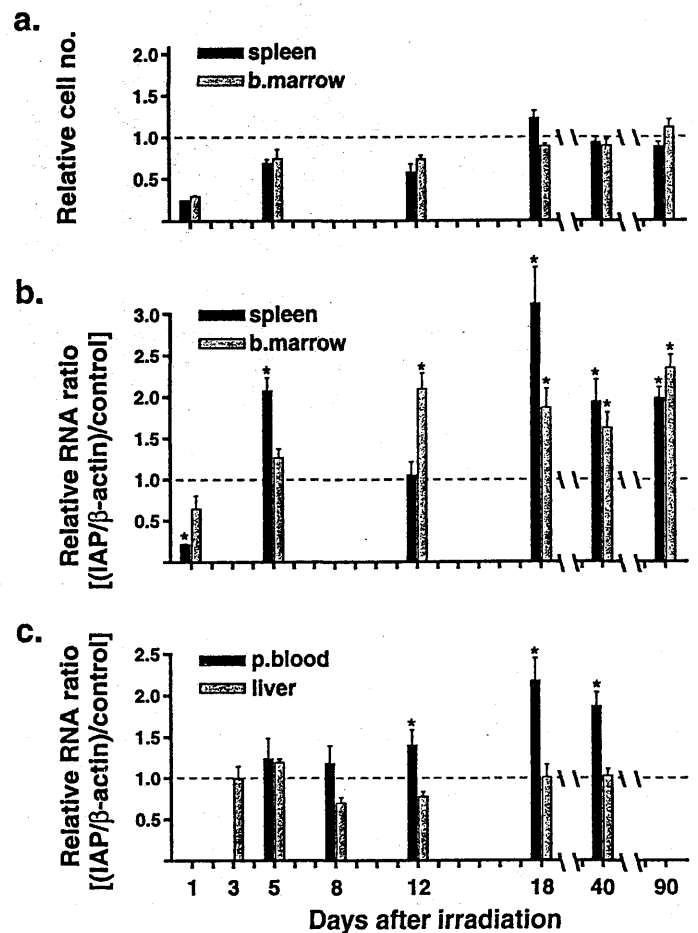 a.
Relative cell no.
2.0
1.5
1.0
0.5
spleen
b.marrow
*
b.
Relative RNA ratio
[(IAP/β-actin)/control]
3.0
2.5
2.0
1.5
1.0
0.5
spleen
b.marrow
* * * * * * * *
c.
Relative RNA ratio
[(IAP/β-actin)/control]
2.5
2.0
1.5
1.0
0.5
p.blood
liver
* * *
1 3 5 8 12 18 40 90
Days after irradiation